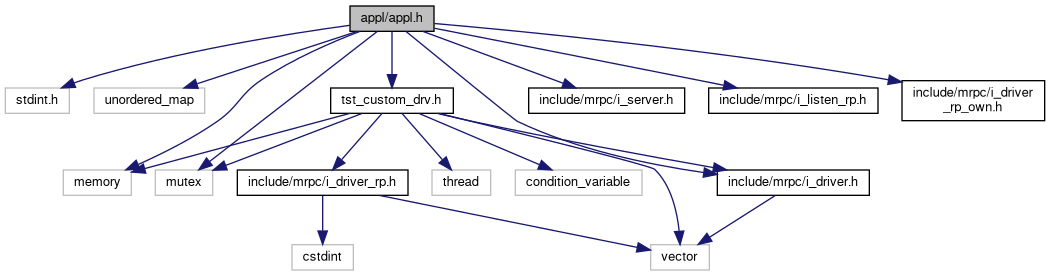 appl/appl.h
stdint.h
unordered_map
tst_custom_drv.h
include/mrpc/i_server.h
include/mrpc/i_listen_rp.h
include/mrpc/i_driver
_rp_own.h
memory
mutex
include/mrpc/i_driver_rp.h
thread
condition_variable
include/mrpc/i_driver.h
cstdint
vector